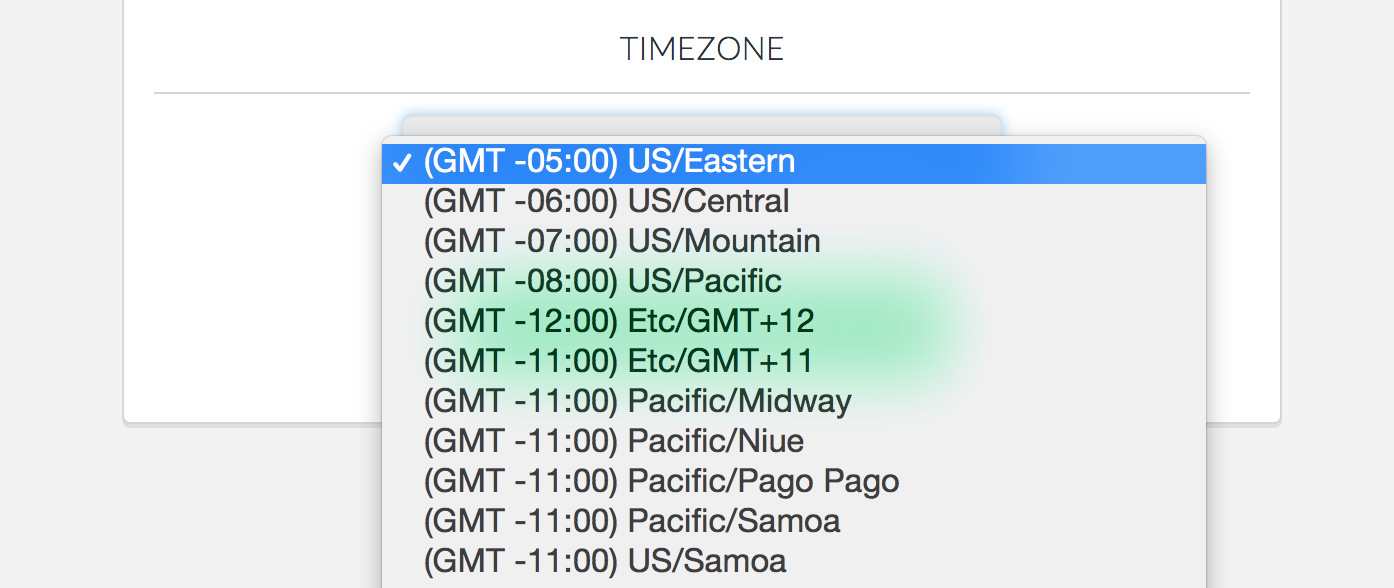 TIMEZONE
✓ (GMT -05:00) US/Eastern
(GMT -06:00) US/Central
(GMT -07:00) US/Mountain
(GMT -08:00) US/Pacific
(GMT -12:00) Etc/GMT+12
(GMT -11:00) Etc/GMT+11
(GMT -11:00) Pacific/Midway
(GMT -11:00) Pacific/Niue
(GMT -11:00) Pacific/Pago Pago
(GMT -11:00) Pacific/Samoa
(GMT -11:00) US/Samoa